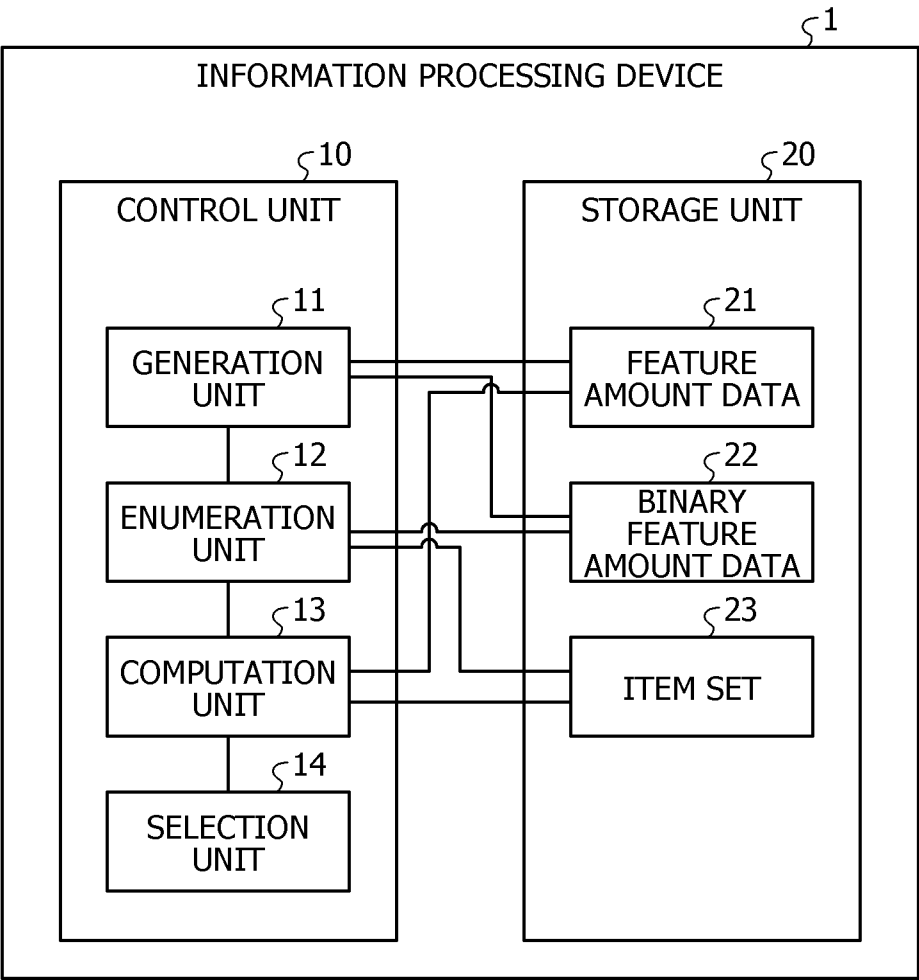 1
INFORMATION PROCESSING DEVICE
10
CONTROL UNIT
11
GENERATION
UNIT
12
ENUMERATION
UNIT
13
COMPUTATION
UNIT
14
SELECTION
UNIT
20
STORAGE UNIT
21
FEATURE
AMOUNT DATA
22
BINARY
FEATURE
AMOUNT DATA
23
ITEM SET